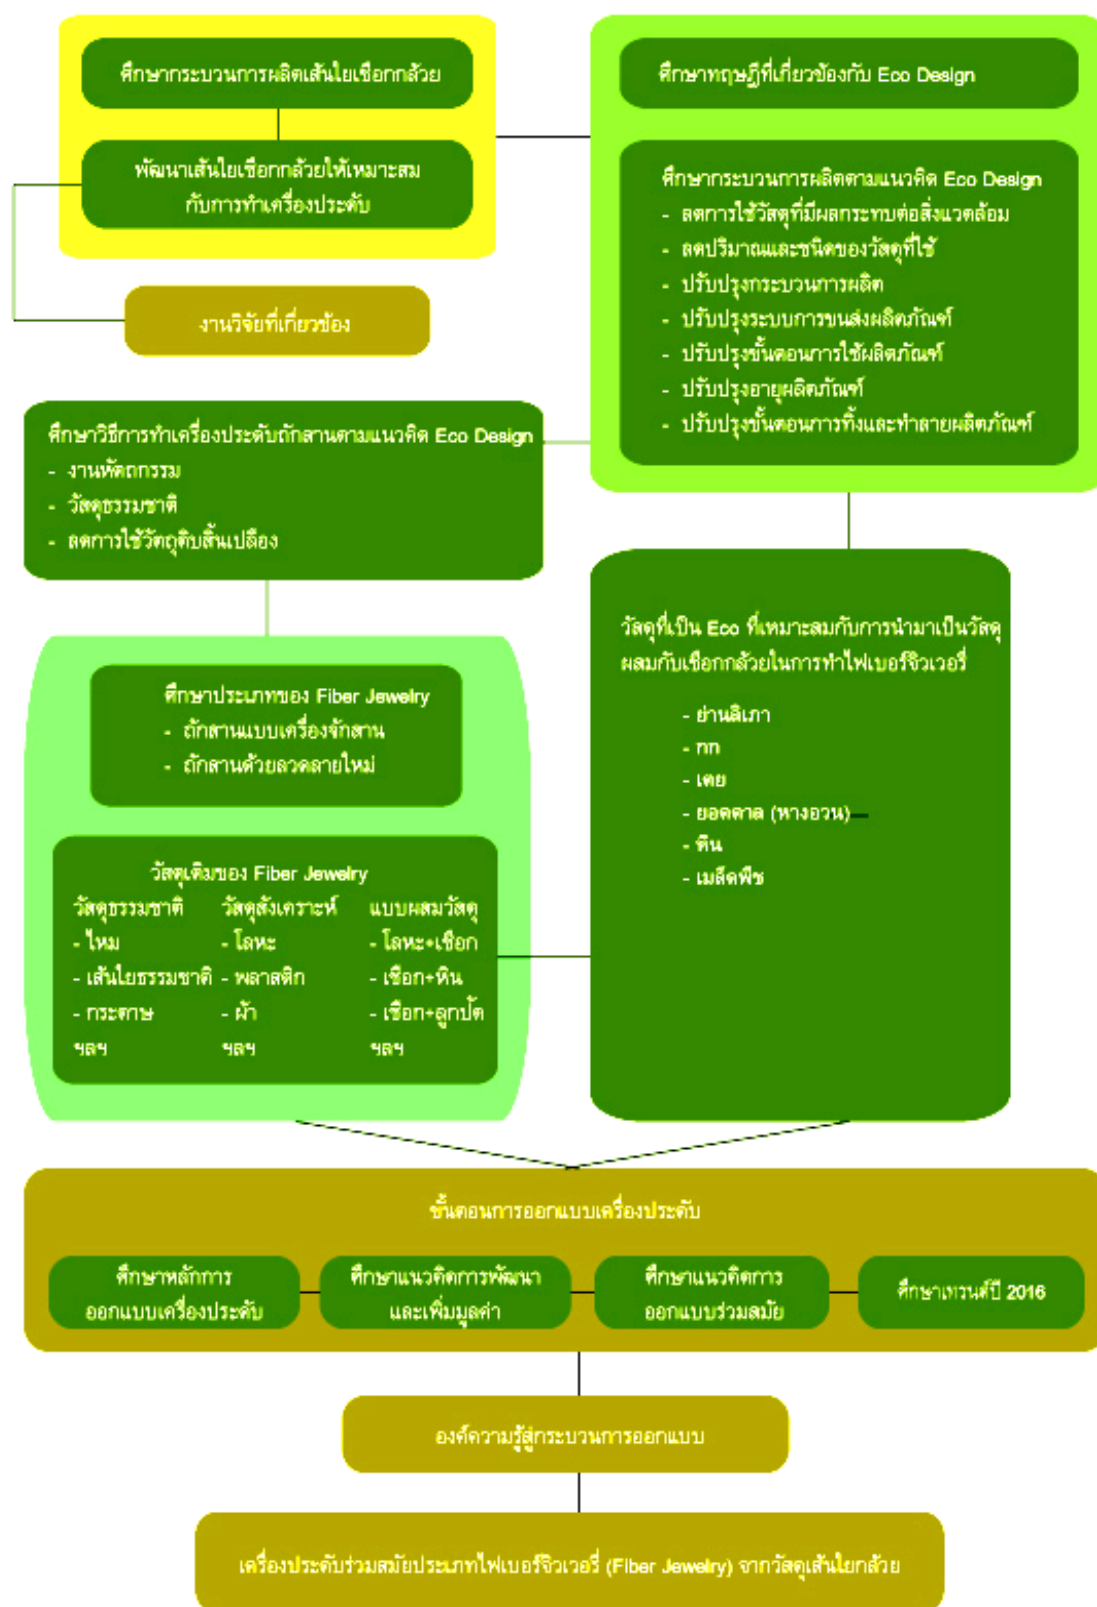 ศึกษากระบวนการผลิตเส้นใยเชือกกล้วย
พัฒนาเส้นใยเชือกกล้วยให้เหมาะสม
กับการทำเครื่องประดับ
งานวิจัยที่เกี่ยวข้อง
ศึกษาทฤษฎีที่เกี่ยวข้องกับ Eco Design
ศึกษากระบวนการผลิตตามแนวคิด Eco Design
- ลดการใช้วัสดุที่มีผลกระทบต่อสิ่งแวดล้อม
- ลดปริมาณและชนิดของวัสดุที่ใช้
- ปรับปรุงกระบวนการผลิต
- ปรับปรุงระบบการขนส่งผลิตภัณฑ์
- ปรับปรุงขั้นตอนการใช้ผลิตภัณฑ์
- ปรับปรุงอายุผลิตภัณฑ์
- ปรับปรุงขั้นตอนการทิ้งและทำลายผลิตภัณฑ์
ศึกษาวิธีการทำเครื่องประดับถักสานตามแนวคิด Eco Design
- งานหัตถกรรม
- วัสดุธรรมชาติ
- ลดการใช้วัตถุดิบสิ้นเปลือง
ศึกษาประเภทของ Fiber Jewelry
- ถักสานแบบเครื่องจักสาน
- ถักสานด้วยลวดลายใหม่
วัสดุเดิมของ Fiber Jewelry
วัสดุธรรมชาติ วัสดุสังเคราะห์ แบบผสมวัสดุ
- ไหม - โลหะ - โลหะ+เชือก
- เส้นใยธรรมชาติ - พลาสติก - เชือก+หิน
- กระดาษ - ผ้า - เชือก+ลูกปัด
ฯลฯ ฯลฯ ฯลฯ
วัสดุที่เป็น Eco ที่เหมาะสมกับการนำมาเป็นวัสดุ
ผสมกับเชือกกล้วยในการทำไฟเบอร์จิวเวอรี่
- ย่านลิเภา
- กก
- เตย
- ยอดตาล (หางอวน)
- หิน
- เมล็ดพืช
ขั้นตอนการออกแบบเครื่องประดับ
ศึกษาหลักการ
ออกแบบเครื่องประดับ
ศึกษาแนวคิดการพัฒนา
และเพิ่มมูลค่า
ศึกษาแนวคิดการ
ออกแบบร่วมสมัย
ศึกษาเทรนด์ปี 2016
องค์ความรู้สู่กระบวนการออกแบบ
เครื่องประดับร่วมสมัยประเภทไฟเบอร์จิวเวอรี่ (Fiber Jewelry) จากวัสดุเส้นใยกล้วย